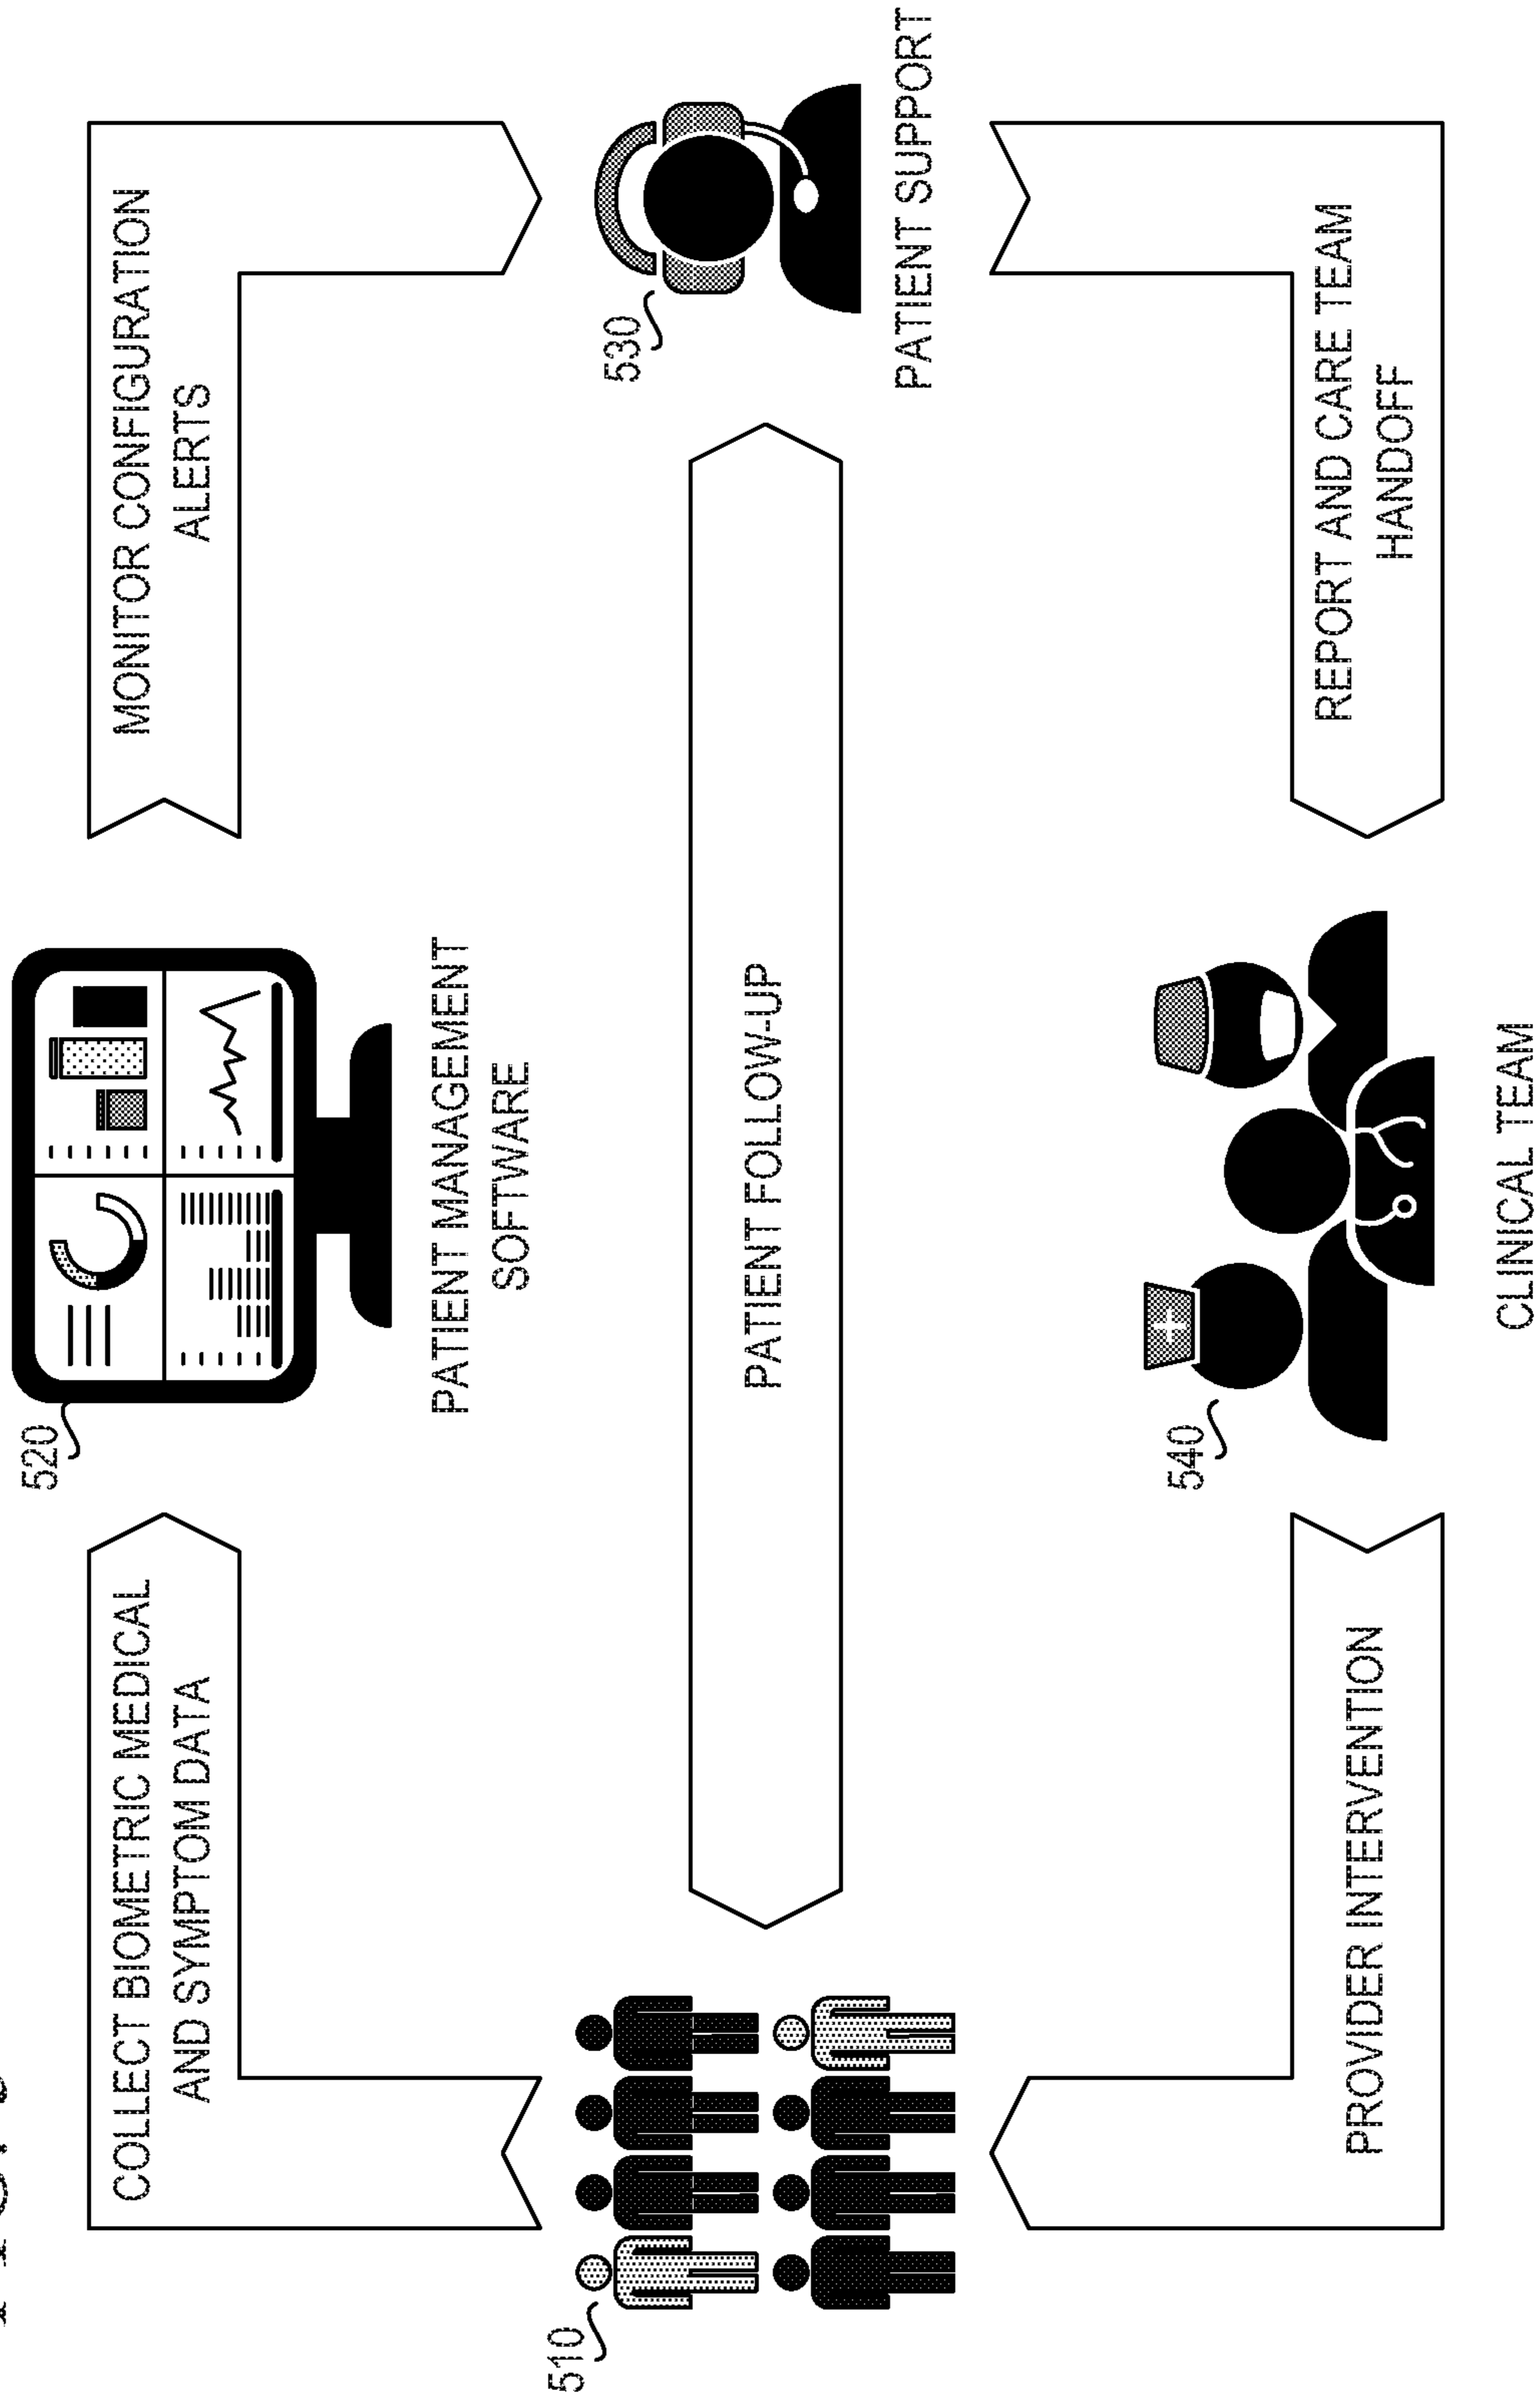 520
COLLECT BIOMETRIC MEDICAL
AND SYMPTOM DATA
MONITOR CONFIGURATION
ALERTS
PATIENT MANAGEMENT
SOFTWARE
510
530
PATIENT FOLLOW-UP
PATIENT SUPPORT
540
PROVIDER INTERVENTION
REPORT AND CARE TEAM
HANDOFF
CLINICAL TEAM